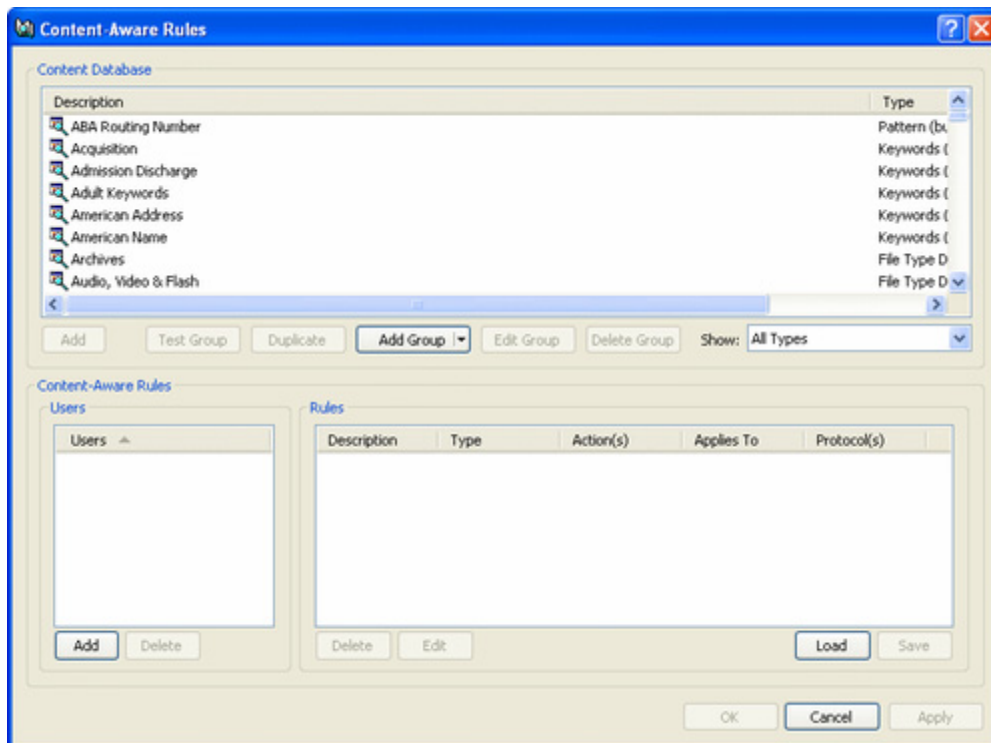 Content-Aware Rules
Content Database
Description Type
ABA Routing Number Pattern (bu
Acquisition Keywords (
Admission Discharge Keywords (
Adult Keywords Keywords (
American Address Keywords (
American Name Keywords (
Archives File Type D
Audio, Video & Flash File Type D
Add Test Group Duplicate Add Group Edit Group Delete Group Show: All Types
Content-Aware Rules
Users Rules
Users Description Type Action(s) Applies To Protocol(s)
Add Delete Delete Edit Load Save
OK Cancel Apply